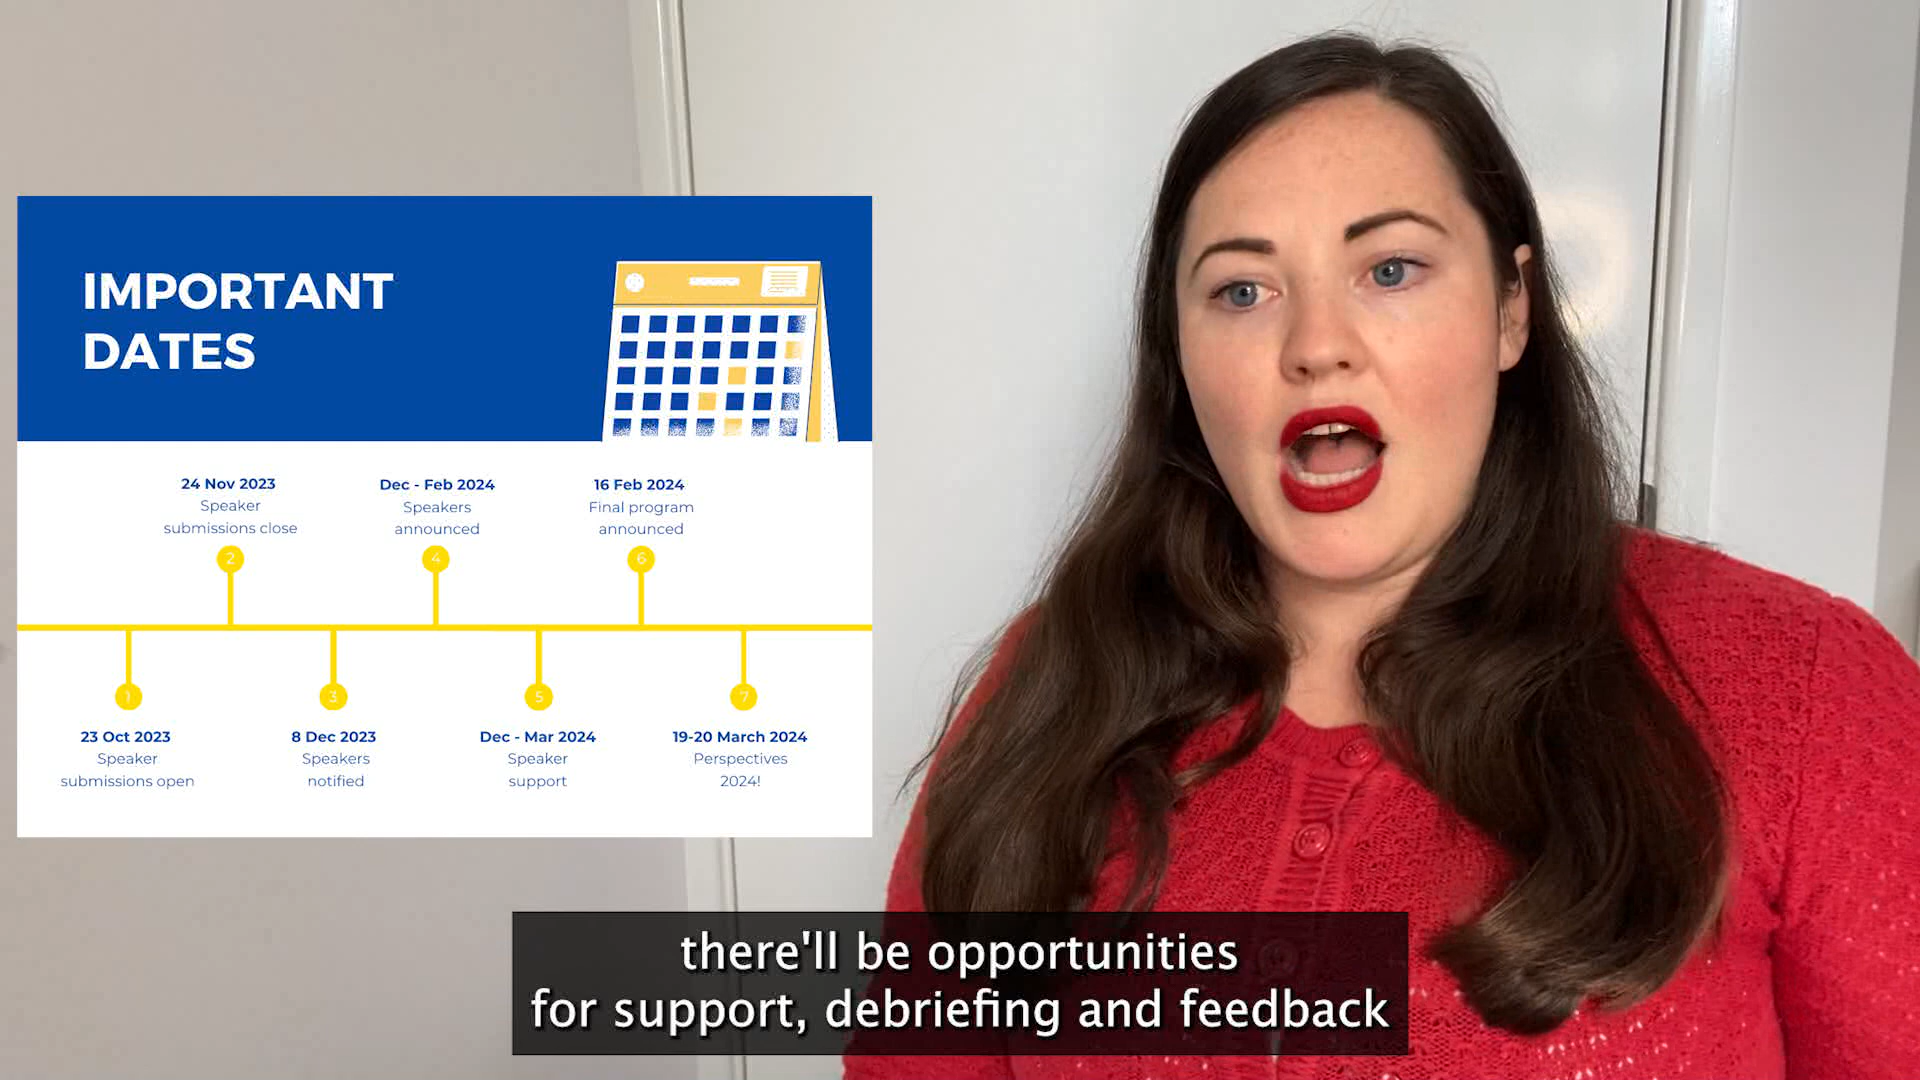 IMPORTANT
DATES
24 Nov 2023
Speaker
submissions close
2
Dec - Feb 2024
Speakers
announced
4
16 Feb 2024
Final program
announced
6
1
23 Oct 2023
Speaker
submissions open
3
8 Dec 2023
Speakers
notified
5
Dec - Mar 2024
Speaker
support
7
19-20 March 2024
Perspectives
2024!
there'll be opportunities
for support, debriefing and feedback